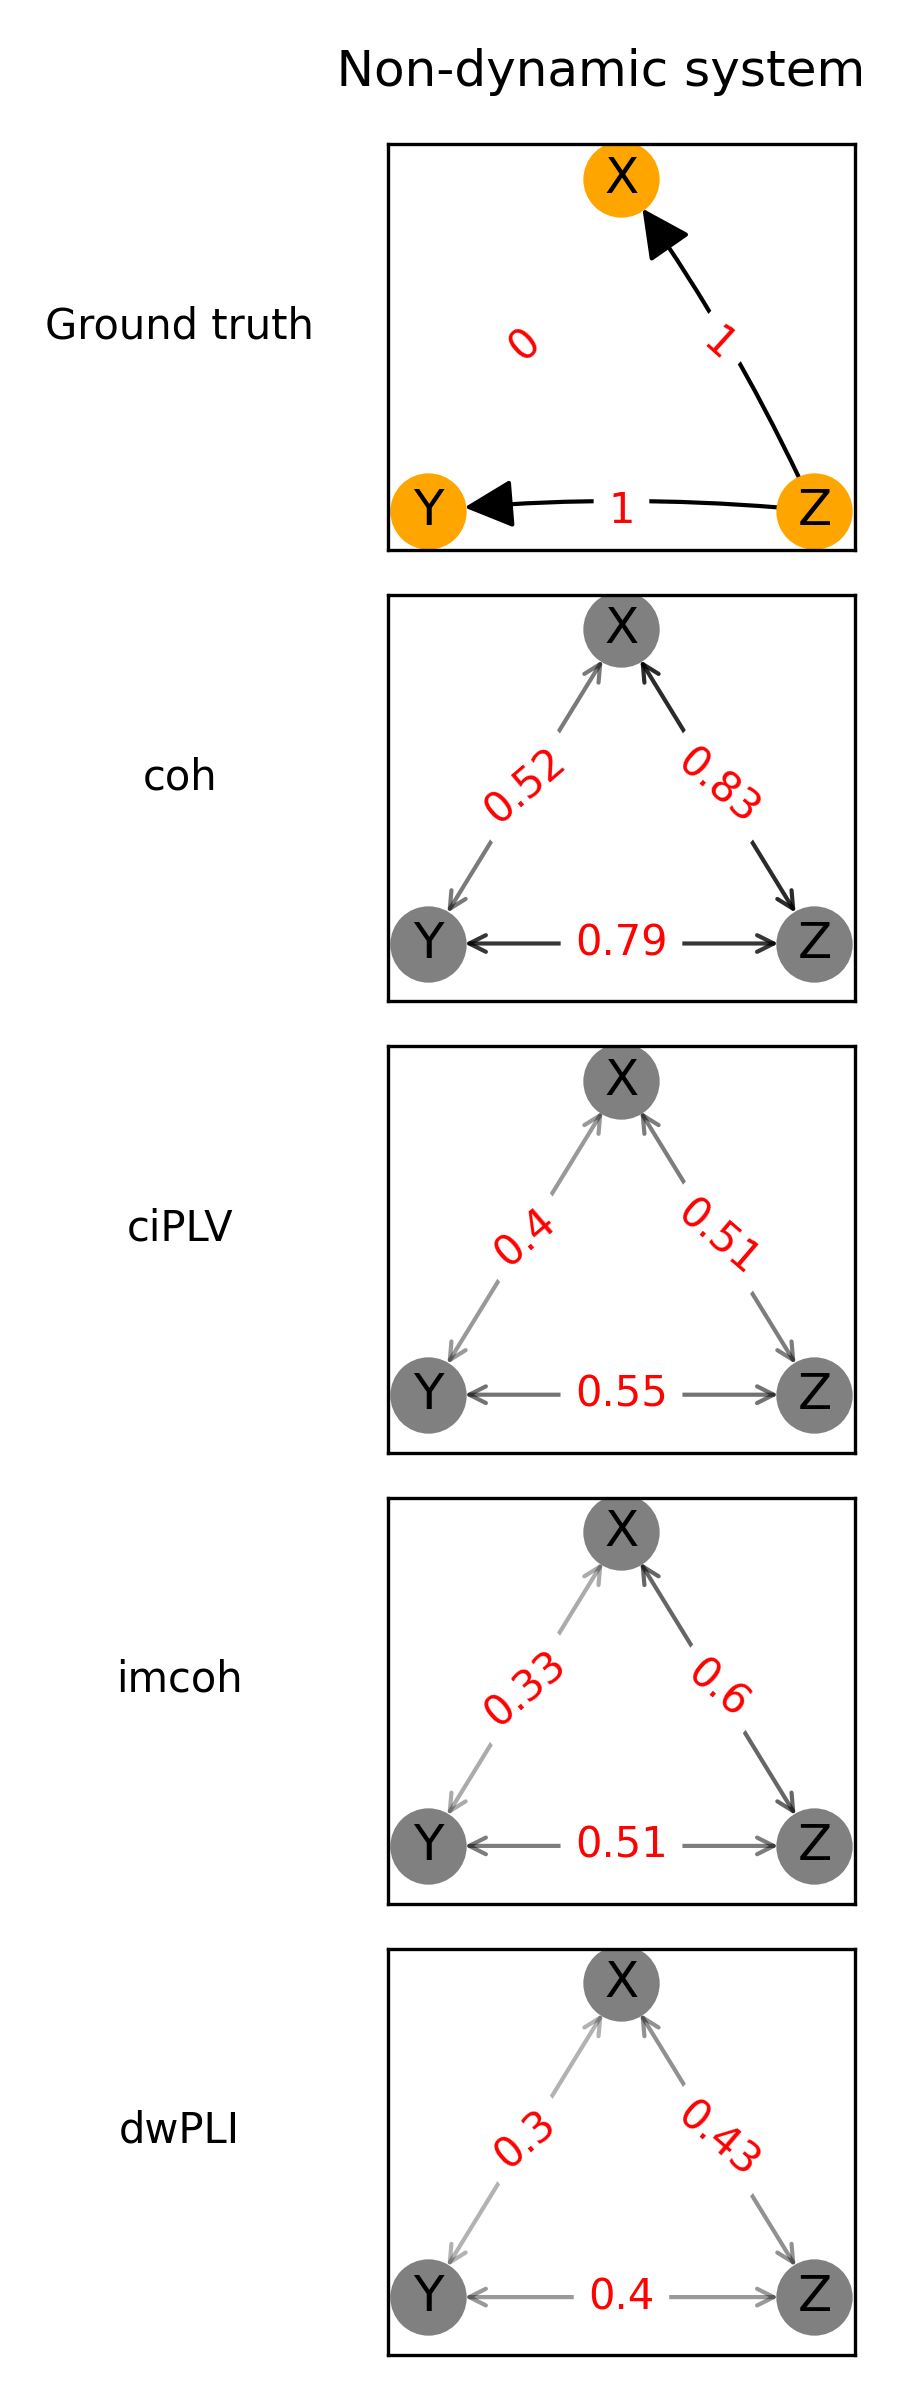 Non-dynamic system
X
Ground truth
0
1
Y
1
Z
X
coh
0.52
0.83
Y
0.79
Z
X
ciPLV
0.4
0.51
Y
0.55
Z
X
imcoh
0.33
0.6
Y
0.51
Z
X
dwPLI
0.3
0.43
Y
0.4
Z